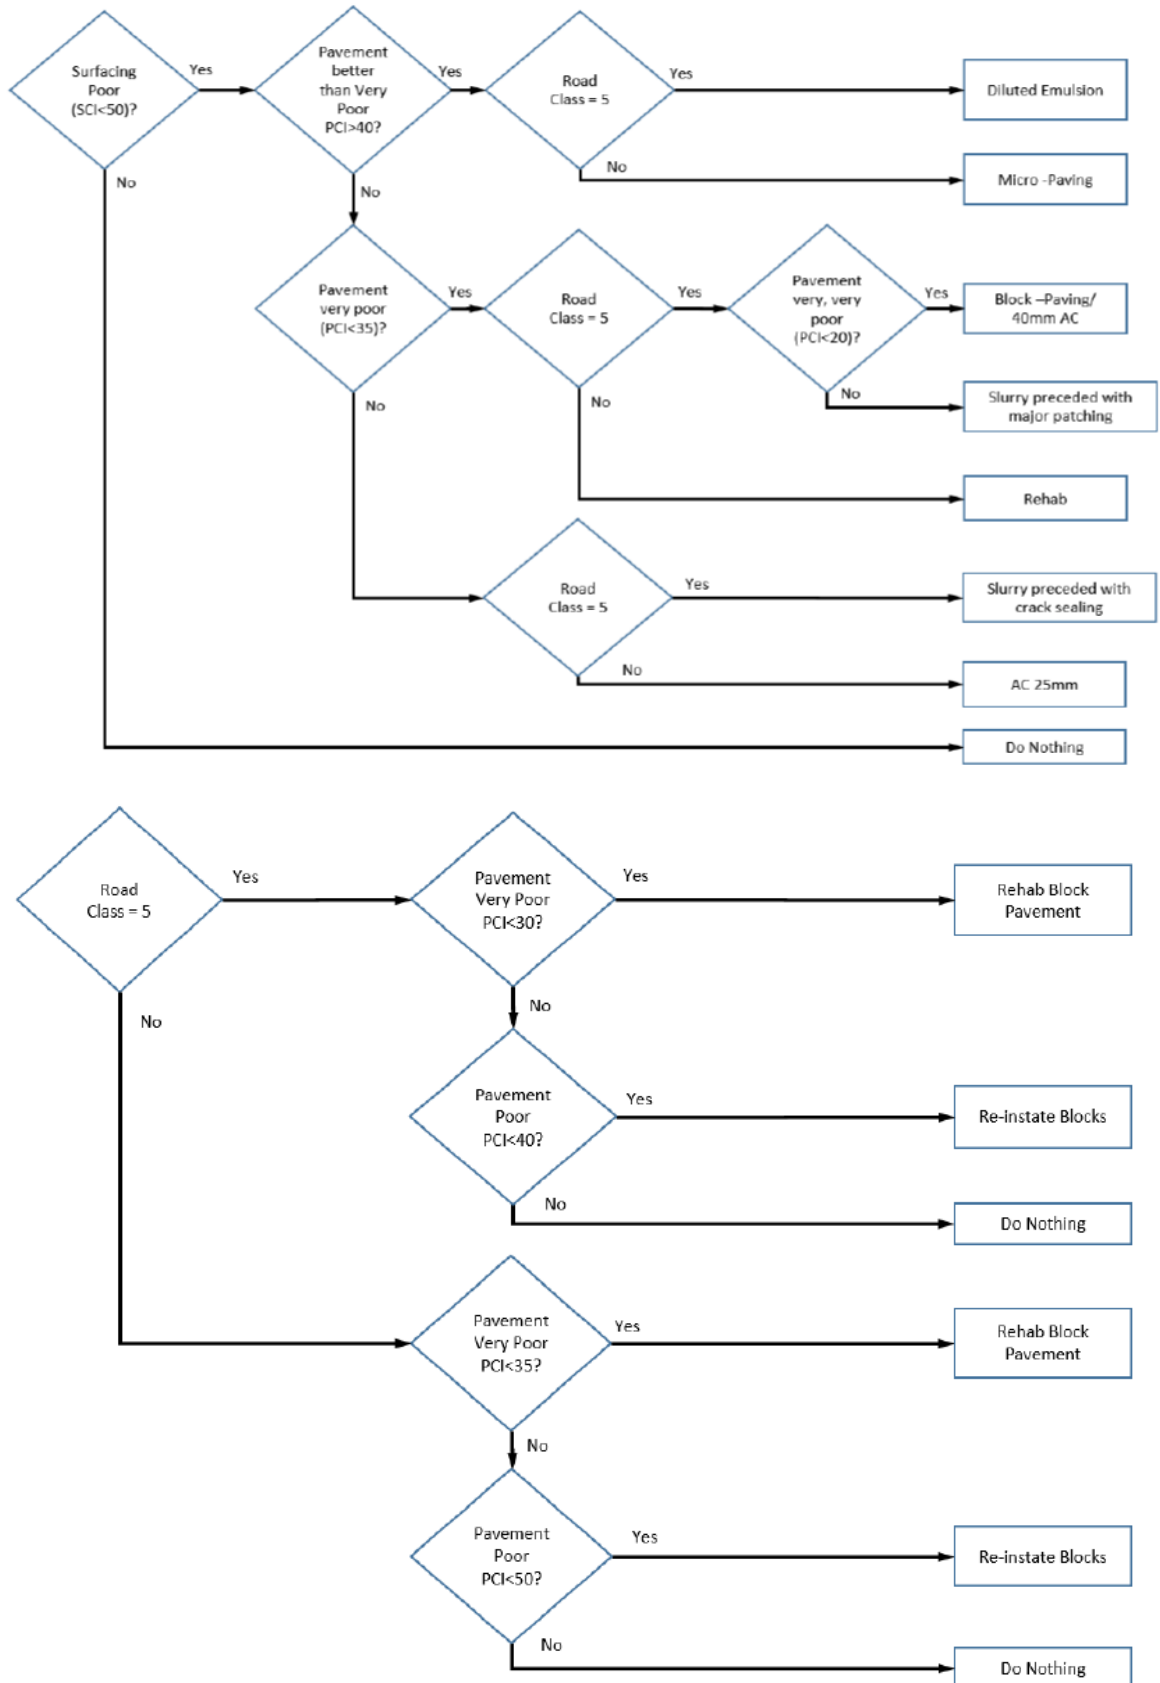 Surfacing
Poor
(SCI<50)?
Yes
No
Pavement
better
than Very
Poor
PCI>40?
Yes
No
Road
Class = 5
Yes
No
Diluted Emulsion
Micro -Paving
Pavement
very poor
(PCI<35)?
Yes
No
Road
Class = 5
Yes
No
Pavement
very, very
poor
(PCI<20)?
Yes
No
Block –Paving/
40mm AC
Slurry preceded with
major patching
Rehab
Road
Class = 5
Yes
No
Slurry preceded with
crack sealing
AC 25mm
Do Nothing
Road
Class = 5
Yes
No
Pavement
Very Poor
PCI<30?
Yes
No
Rehab Block
Pavement
Pavement
Poor
PCI<40?
Yes
No
Re-instate Blocks
Do Nothing
Pavement
Very Poor
PCI<35?
Yes
No
Rehab Block
Pavement
Pavement
Poor
PCI<50?
Yes
No
Re-instate Blocks
Do Nothing